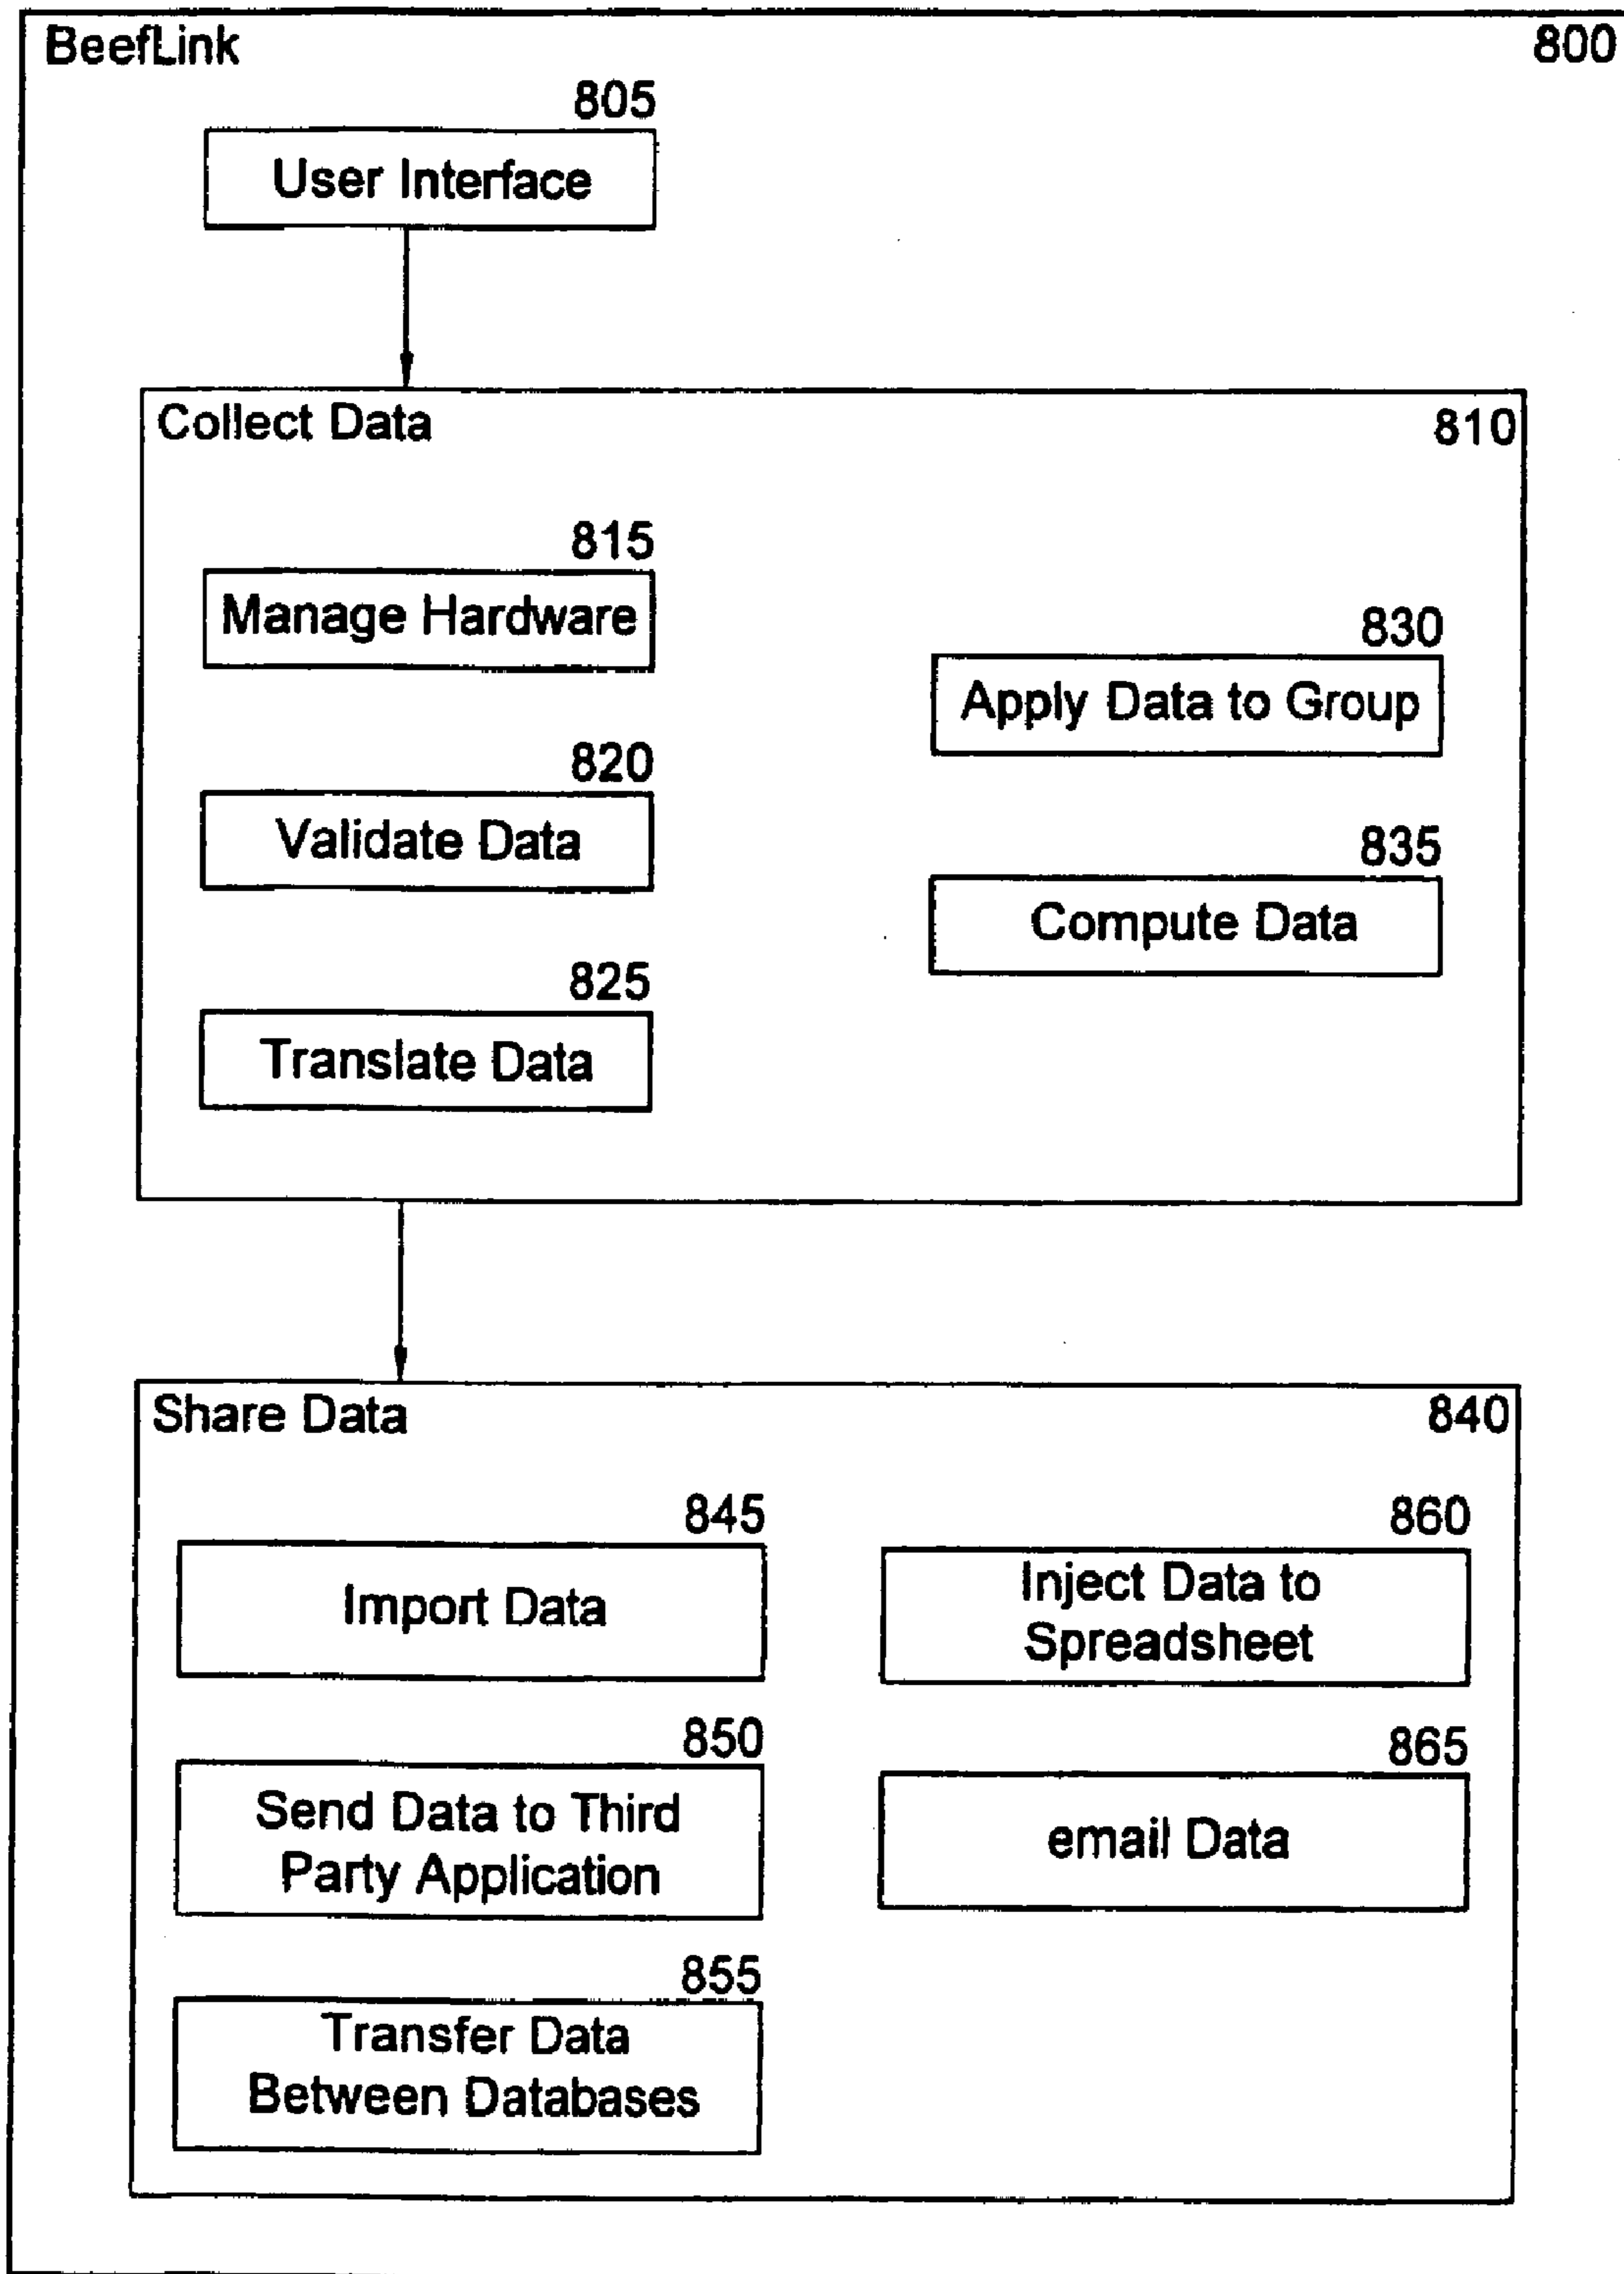 BeefLink 800
805
User Interface
Collect Data 810
815
Manage Hardware
820
Validate Data
825
Translate Data
830
Apply Data to Group
835
Compute Data
Share Data 840
845
Import Data
850
Send Data to Third
Party Application
855
Transfer Data
Between Databases
860
Inject Data to
Spreadsheet
865
email Data